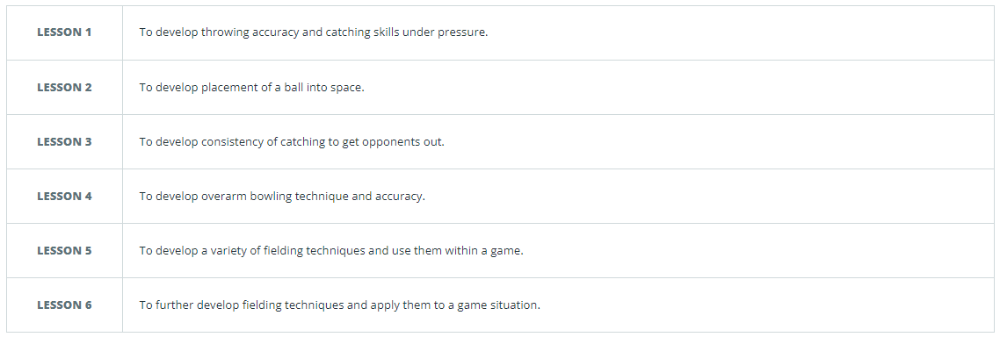 LESSON 1 To develop throwing accuracy and catching skills under pressure.
LESSON 2 To develop placement of a ball into space.
LESSON 3 To develop consistency of catching to get opponents out.
LESSON 4 To develop overarm bowling technique and accuracy.
LESSON 5 To develop a variety of fielding techniques and use them within a game.
LESSON 6 To further develop fielding techniques and apply them to a game situation.